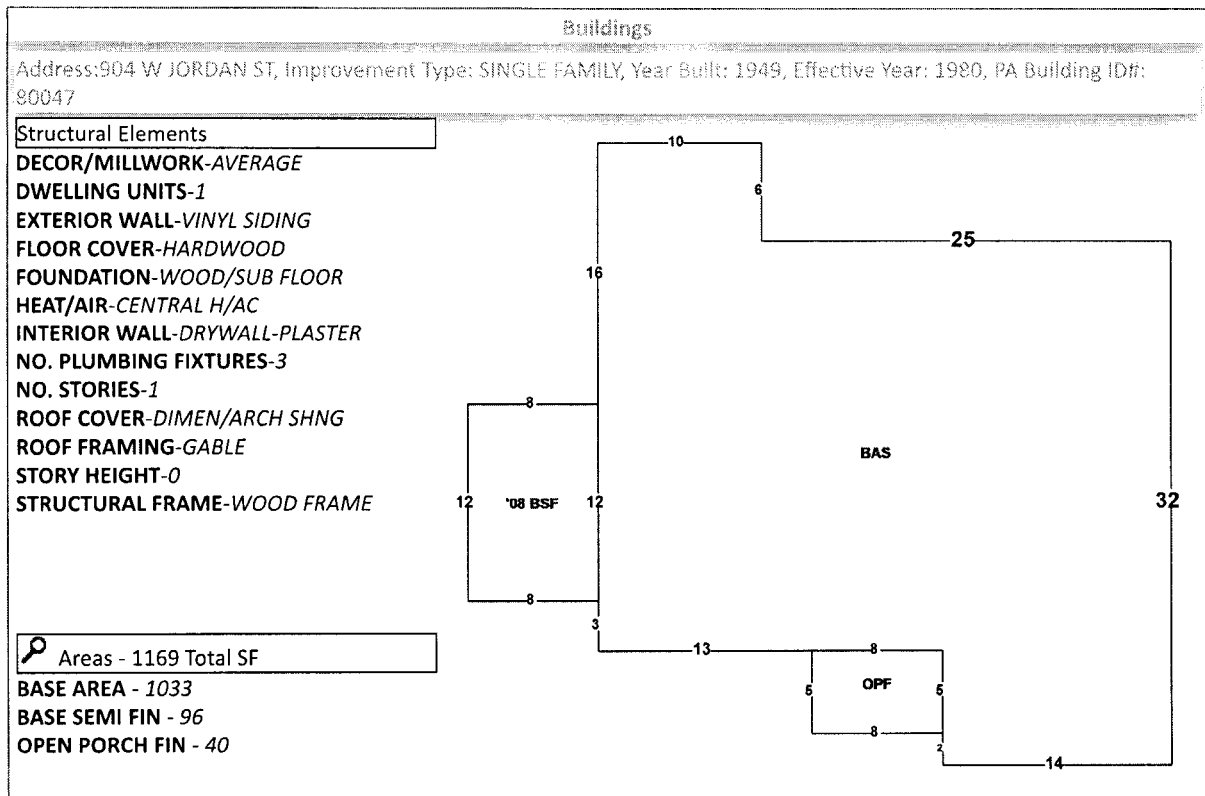 Buildings
Address:904 W JORDAN ST, Improvement Type: SINGLE FAMILY, Year Built: 1949, Effective Year: 1980, PA Building ID#:
80047
Structural Elements
DECOR/MILLWORK-AVERAGE
DWELLING UNITS-1
EXTERIOR WALL-VINYL SIDING
FLOOR COVER-HARDWOOD
FOUNDATION-WOOD/SUB FLOOR
HEAT/AIR-CENTRAL H/AC
INTERIOR WALL-DRYWALL-PLASTER
NO. PLUMBING FIXTURES-3
NO. STORIES-1
ROOF COVER-DIMEN/ARCH SHNG
ROOF FRAMING-GABLE
STORY HEIGHT-0
STRUCTURAL FRAME-WOOD FRAME
Areas - 1169 Total SF
BASE AREA - 1033
BASE SEMI FIN - 96
OPEN PORCH FIN - 40
10
6
25
16
8
BAS
12
'08 BSF
12
32
8
3
13
8
5
OPF
5
8
2
14